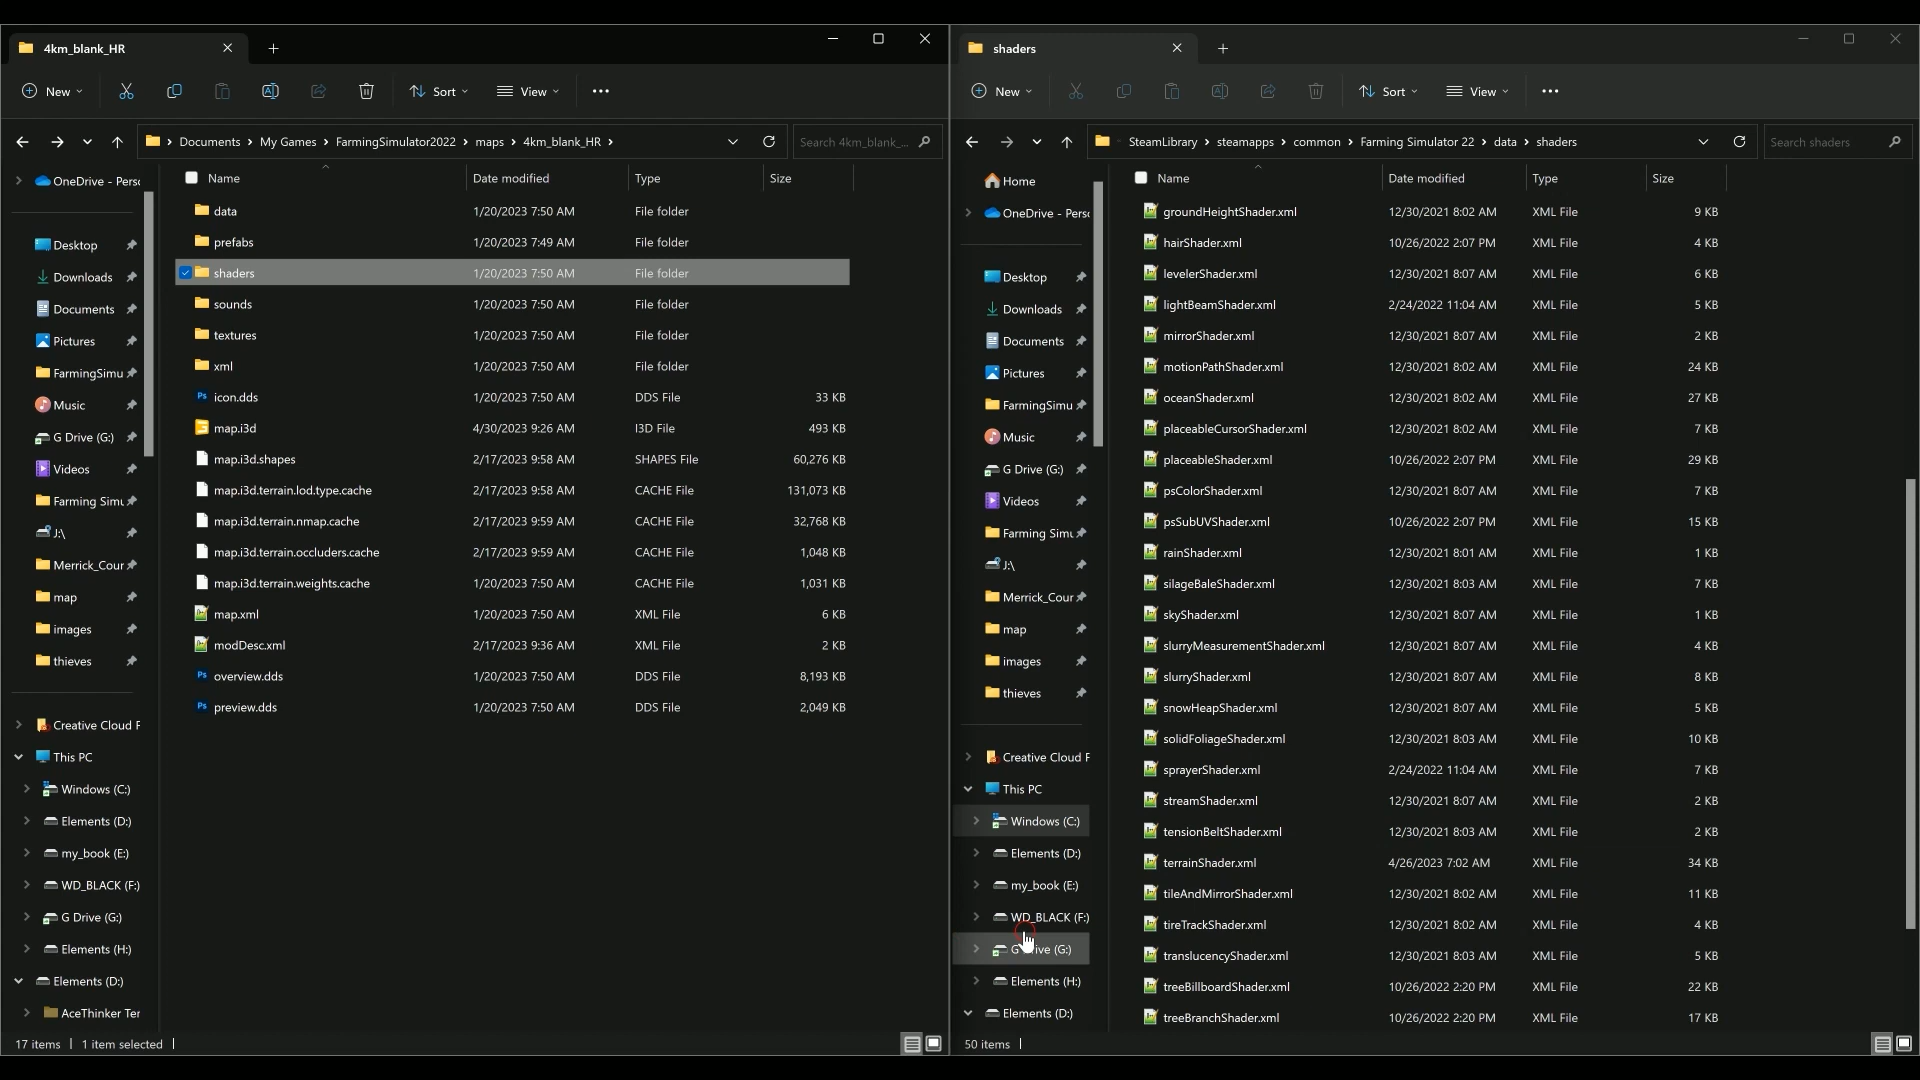 4km_blank_HR
New
Sort
View
Documents > My Games > FarmingSimulator2022 > maps > 4km_blank_HR >
Search 4km_blank_...
OneDrive - Perso
Desktop
Downloads
Documents
Pictures
FarmingSimu
Music
G Drive (G:)
Videos
Farming Simu
J:\
Merrick_Cour
map
images
thieves
Creative Cloud F
This PC
Windows (C:)
Elements (D:)
my_book (E:)
WD_BLACK (F:)
G Drive (G:)
Elements (H:)
Elements (D:)
AceThinker Ter
Name Date modified Type Size
data 1/20/2023 7:50 AM File folder
prefabs 1/20/2023 7:49 AM File folder
shaders 1/20/2023 7:50 AM File folder
sounds 1/20/2023 7:50 AM File folder
textures 1/20/2023 7:50 AM File folder
xml 1/20/2023 7:50 AM File folder
icon.dds 1/20/2023 7:50 AM DDS File 33 KB
map.i3d 4/30/2023 9:26 AM I3D File 493 KB
map.i3d.shapes 2/17/2023 9:58 AM SHAPES File 60,276 KB
map.i3d.terrain.lod.type.cache 2/17/2023 9:58 AM CACHE File 131,073 KB
map.i3d.terrain.nmap.cache 2/17/2023 9:59 AM CACHE File 32,768 KB
map.i3d.terrain.occluders.cache 2/17/2023 9:59 AM CACHE File 1,048 KB
map.i3d.terrain.weights.cache 1/20/2023 7:50 AM CACHE File 1,031 KB
map.xml 1/20/2023 7:50 AM XML File 6 KB
modDesc.xml 2/17/2023 9:36 AM XML File 2 KB
overview.dds 1/20/2023 7:50 AM DDS File 8,193 KB
preview.dds 1/20/2023 7:50 AM DDS File 2,049 KB
17 items | 1 item selected |
shaders
New
Sort
View
SteamLibrary > steamapps > common > Farming Simulator 22 > data > shaders
Search shaders
Home
OneDrive - Perso
Desktop
Downloads
Documents
Pictures
FarmingSimu
Music
G Drive (G:)
Videos
Farming Simu
J:\
Merrick_Cour
map
images
thieves
Creative Cloud F
This PC
Windows (C:)
Elements (D:)
my_book (E:)
WD_BLACK (F:)
(G:)
Elements (H:)
Elements (D:)
Name Date modified Type Size
groundHeightShader.xml 12/30/2021 8:02 AM XML File 9 KB
hairShader.xml 10/26/2022 2:07 PM XML File 4 KB
levelerShader.xml 12/30/2021 8:07 AM XML File 6 KB
lightBeamShader.xml 2/24/2022 11:04 AM XML File 5 KB
mirrorShader.xml 12/30/2021 8:07 AM XML File 2 KB
motionPathShader.xml 12/30/2021 8:02 AM XML File 24 KB
oceanShader.xml 12/30/2021 8:02 AM XML File 27 KB
placeableCursorShader.xml 12/30/2021 8:02 AM XML File 7 KB
placeableShader.xml 10/26/2022 2:07 PM XML File 29 KB
psColorShader.xml 12/30/2021 8:07 AM XML File 7 KB
psSubUVShader.xml 10/26/2022 2:07 PM XML File 15 KB
rainShader.xml 12/30/2021 8:01 AM XML File 1 KB
silageBaleShader.xml 12/30/2021 8:03 AM XML File 7 KB
skyShader.xml 12/30/2021 8:07 AM XML File 1 KB
slurryMeasurementShader.xml 12/30/2021 8:07 AM XML File 4 KB
slurryShader.xml 12/30/2021 8:07 AM XML File 8 KB
snowHeapShader.xml 12/30/2021 8:07 AM XML File 5 KB
solidFoliageShader.xml 12/30/2021 8:03 AM XML File 10 KB
sprayerShader.xml 2/24/2022 11:04 AM XML File 7 KB
streamShader.xml 12/30/2021 8:07 AM XML File 2 KB
tensionBeltShader.xml 12/30/2021 8:03 AM XML File 2 KB
terrainShader.xml 4/26/2023 7:02 AM XML File 34 KB
tileAndMirrorShader.xml 12/30/2021 8:02 AM XML File 11 KB
tireTrackShader.xml 12/30/2021 8:02 AM XML File 4 KB
translucencyShader.xml 12/30/2021 8:03 AM XML File 5 KB
treeBillboardShader.xml 10/26/2022 2:20 PM XML File 22 KB
treeBranchShader.xml 10/26/2022 2:20 PM XML File 17 KB
50 items |